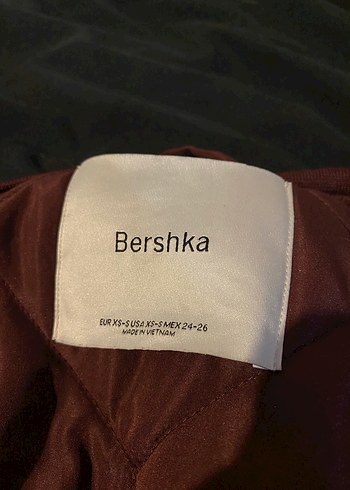 Bershka
EUR XS-S USA XS-S MEX 24-26
MADE IN VIETNAM